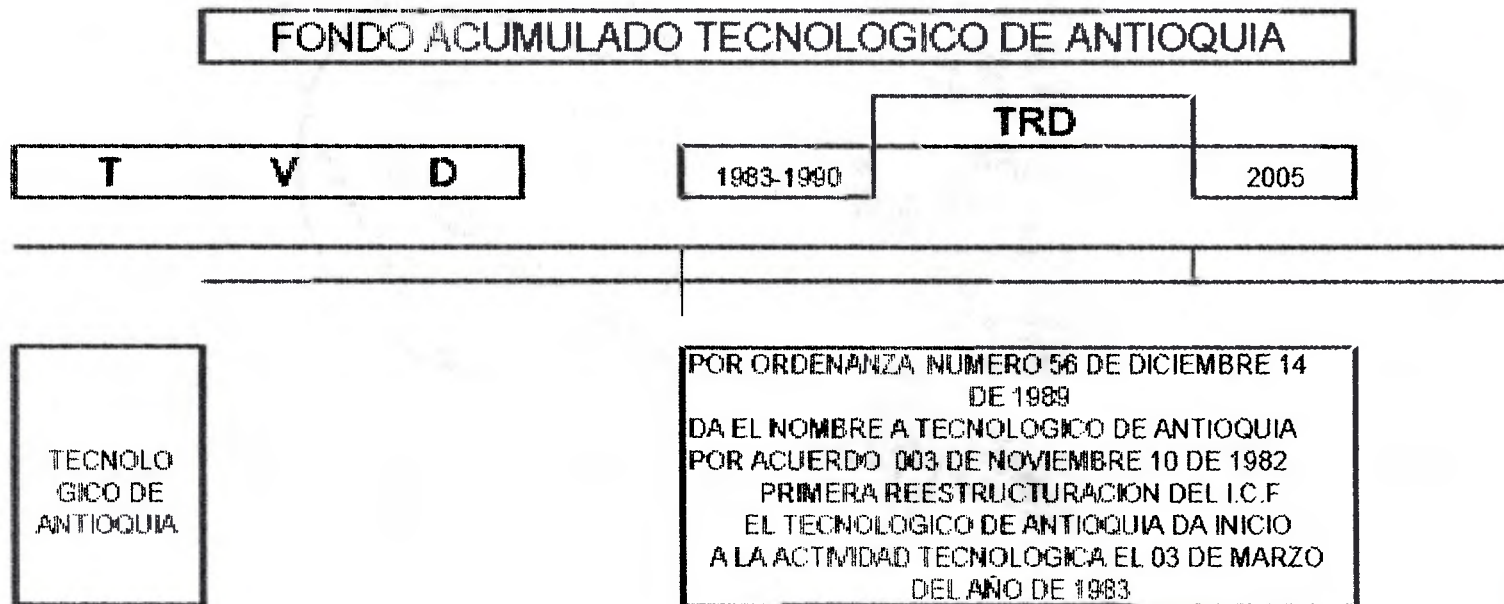 FONDO ACUMULADO TECNOLOGICO DE ANTIOQUIA
TRD
T V D
1983-1990
2005
TECNOLO
GICO DE
ANTIOQUIA
POR ORDENANZA NUMERO 56 DE DICIEMBRE 14
DE 1989
DA EL NOMBRE A TECNOLOGICO DE ANTIOQUIA
POR ACUERDO 003 DE NOVIEMBRE 10 DE 1982
PRIMERA REESTRUCTURACION DEL I.C.F
EL TECNOLOGICO DE ANTIOQUIA DA INICIO
A LA ACTIVIDAD TECNOLOGICA EL 03 DE MARZO
DEL AÑO DE 1983